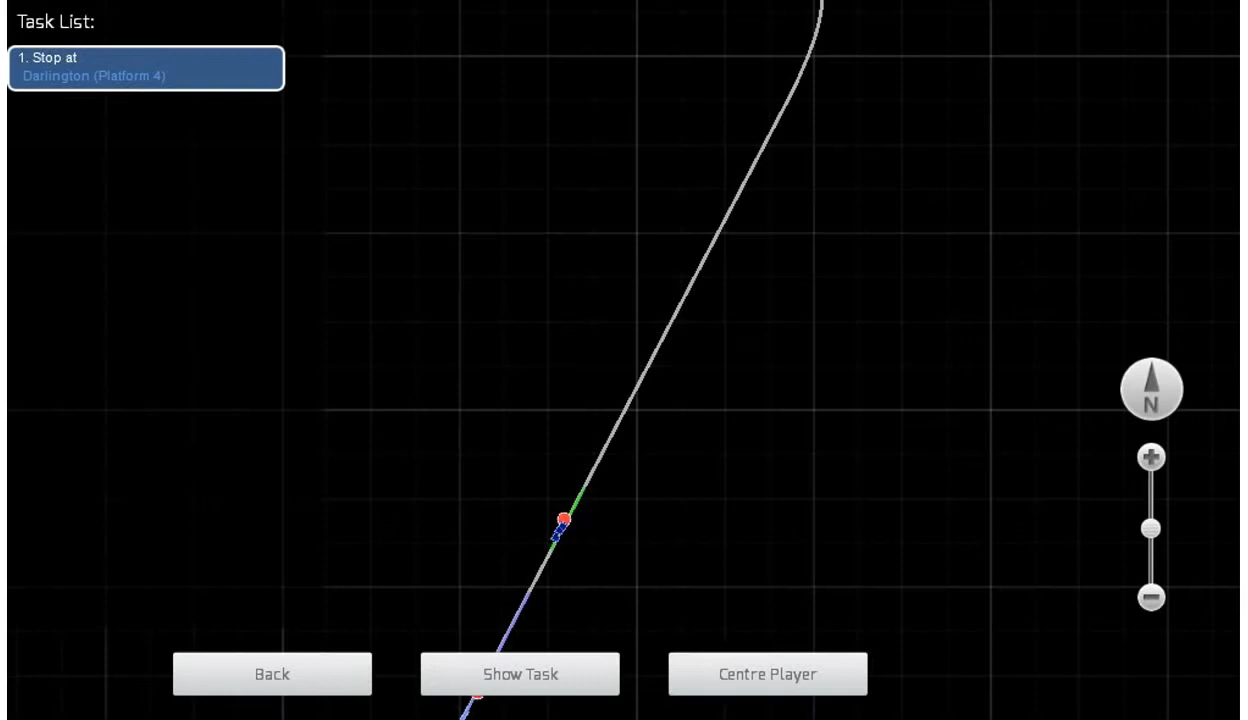 Task List:
1. Stop at
Darlington (Platform 4)
N
Back
Show Task
Centre Player